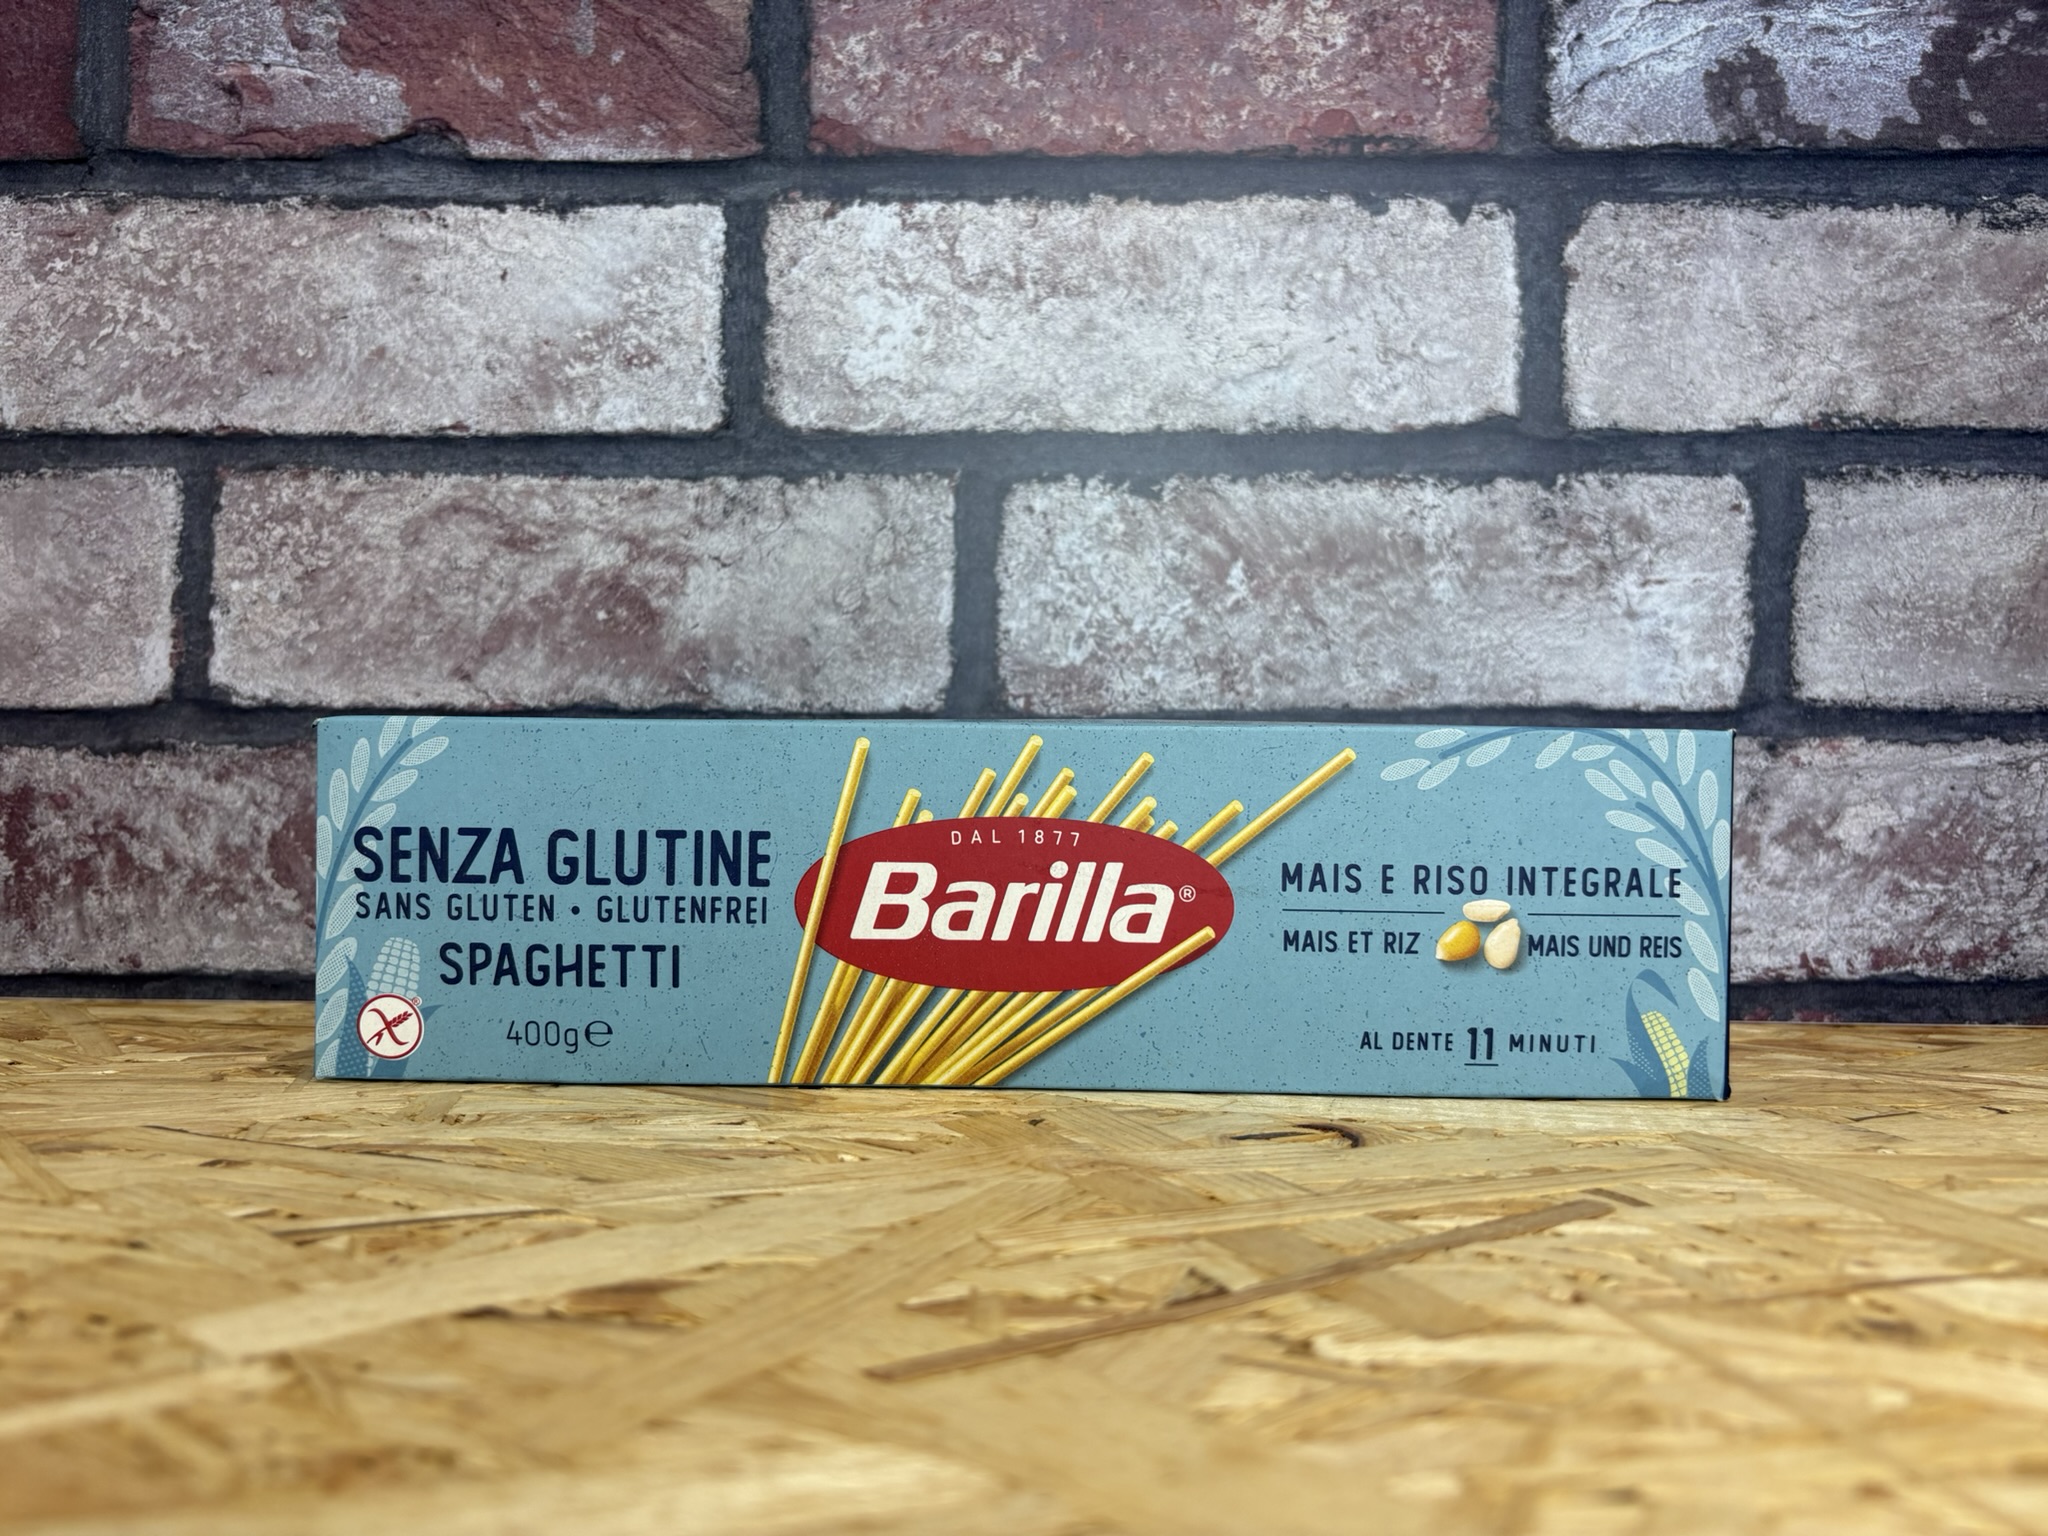 SENZA GLUTINE
SANS GLUTEN • GLUTENFREI
SPAGHETTI
400g℮
DAL 1877
Barilla®
MAIS E RISO INTEGRALE
MAIS ET RIZ
MAIS UND REIS
AL DENTE 11 MINUTI